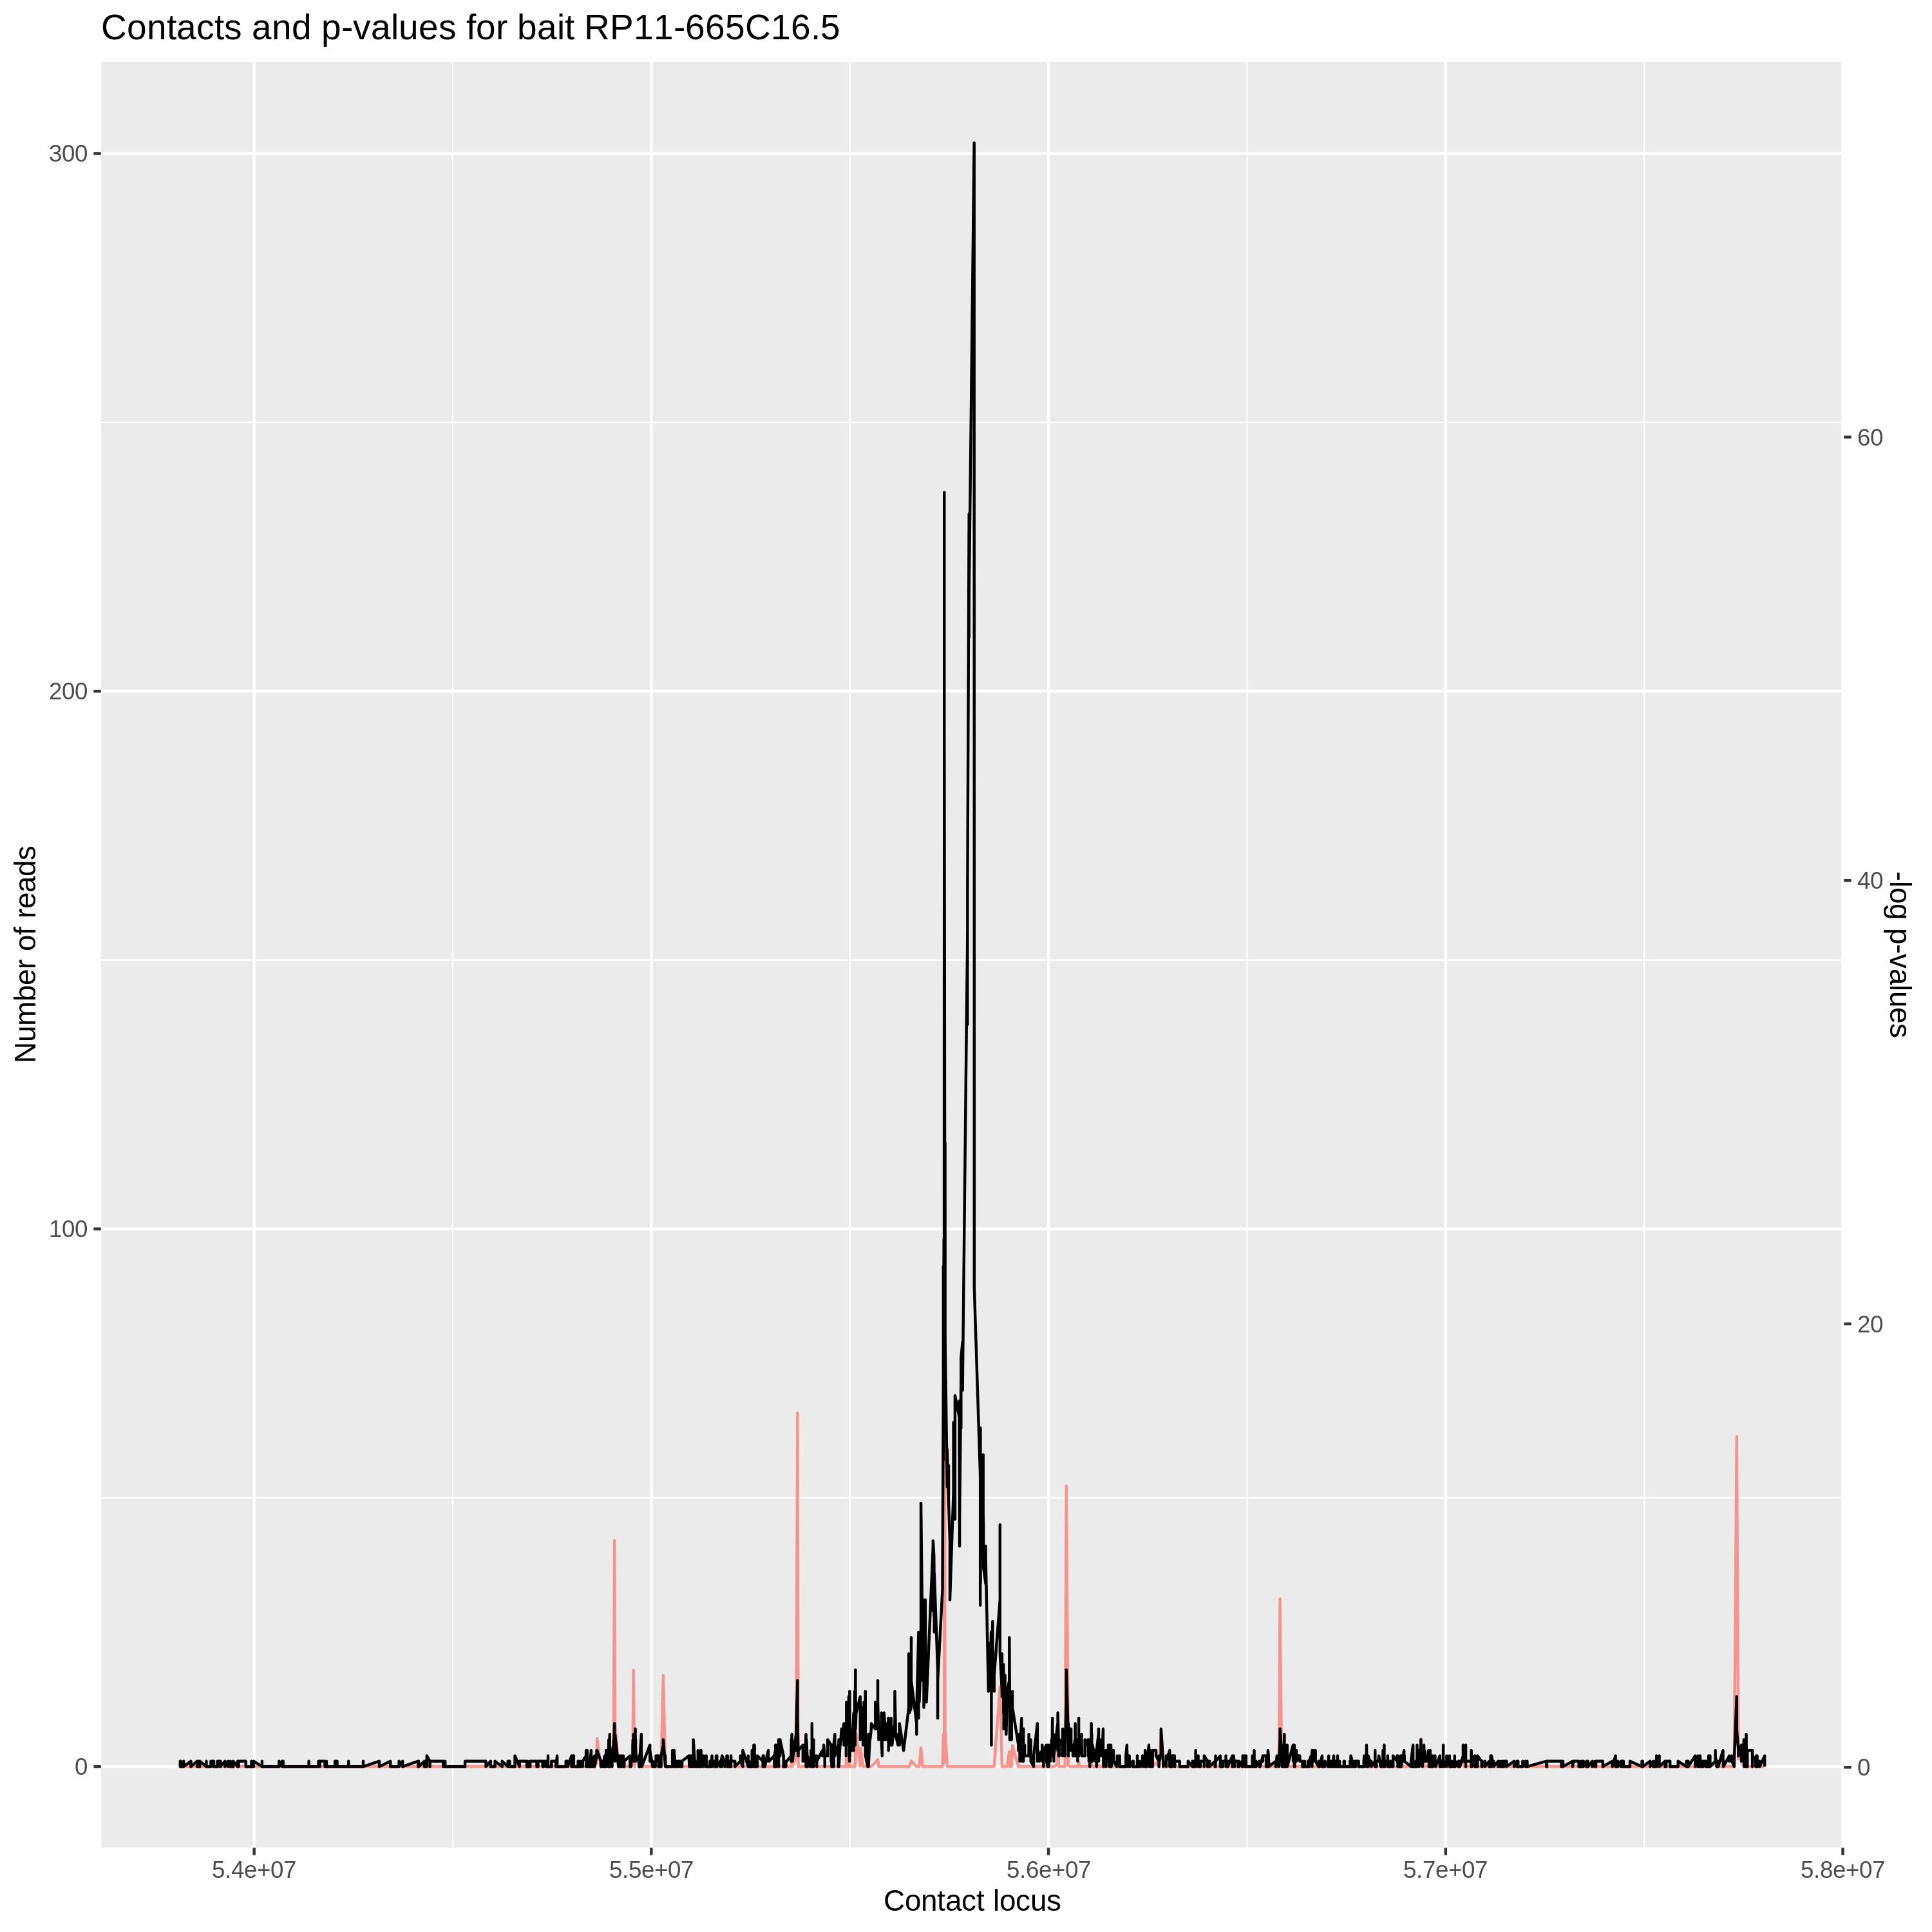 Contacts and p-values for bait RP11-665C16.5
300
200
100
0
Number of reads
60
40
20
0
-log p-values
5.4e+07
5.5e+07
5.6e+07
5.7e+07
5.8e+07
Contact locus